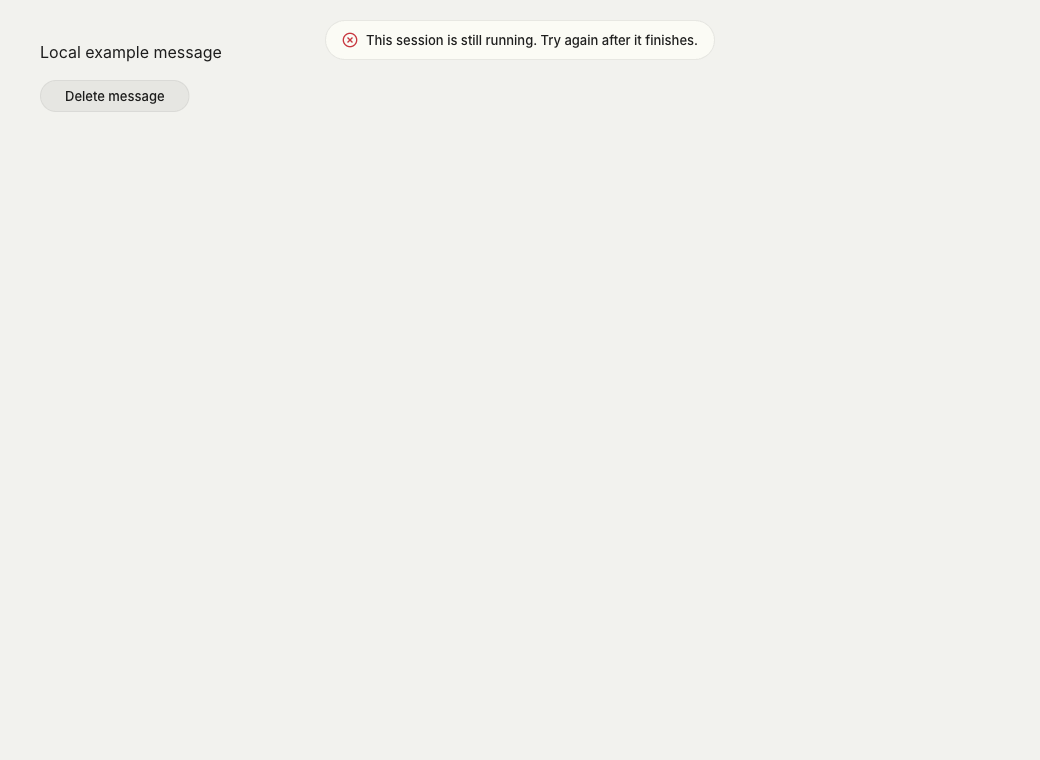 This session is still running. Try again after it finishes.
Local example message
Delete message